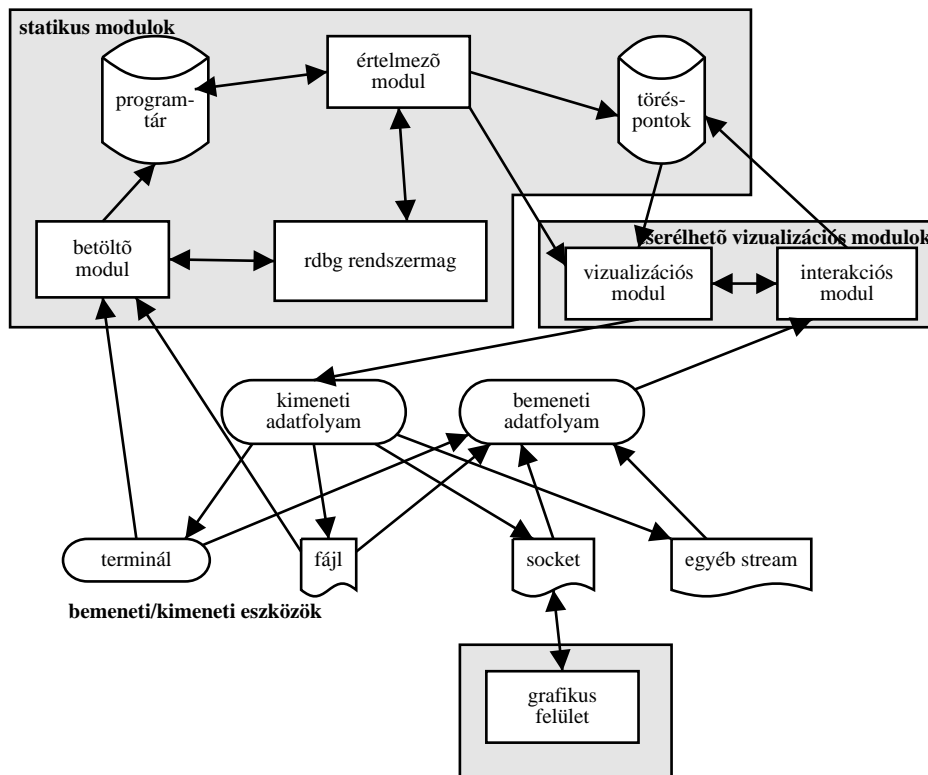 statikus modulok
értelmezõ
modul
program-
tár
törés-
pontok
betöltõ
modul
rdbg rendszermag
serélhetõ vizualizációs modulok
vizualizációs
modul
interakciós
modul
kimeneti
adatfolyam
bemeneti
adatfolyam
terminál
fájl
socket
egyéb stream
bemeneti/kimeneti eszközök
grafikus
felület